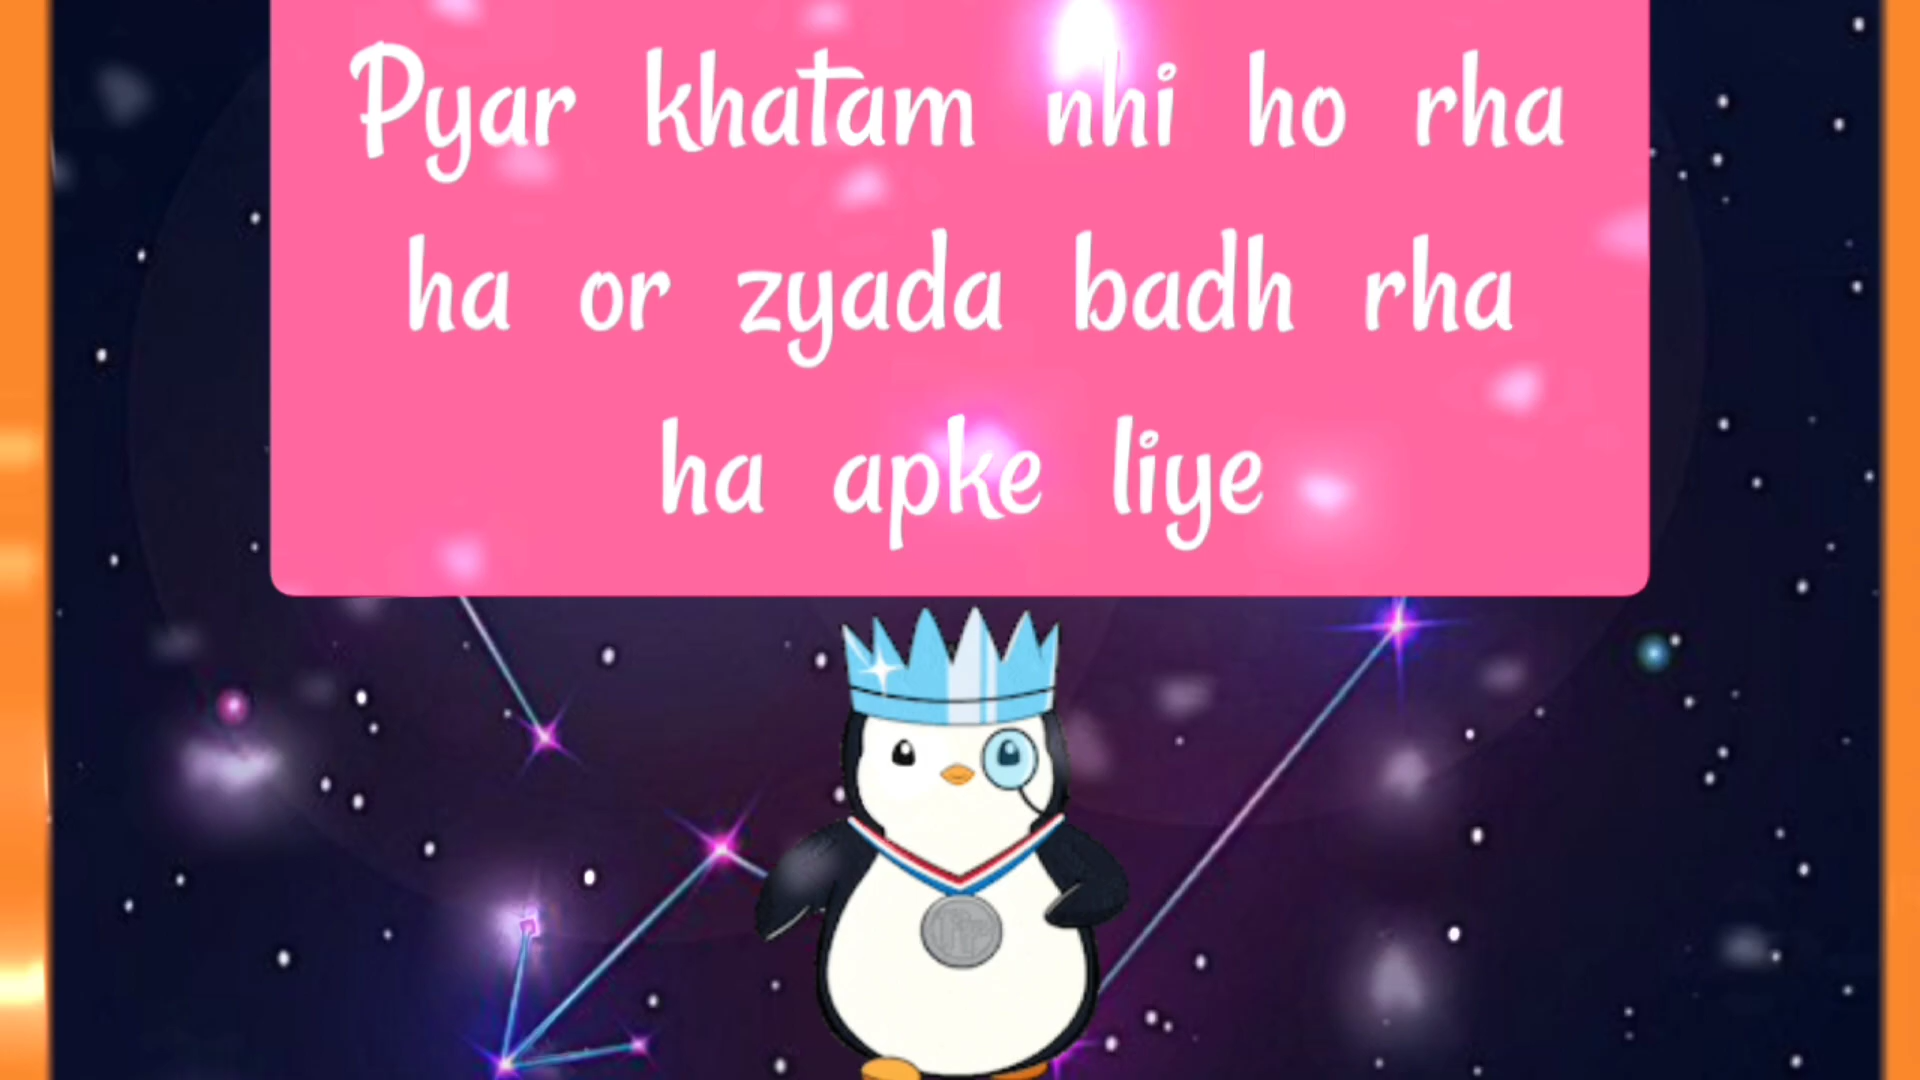 Pyar khatam nhi ho rha
ha or zyada badh rha
ha apke liye